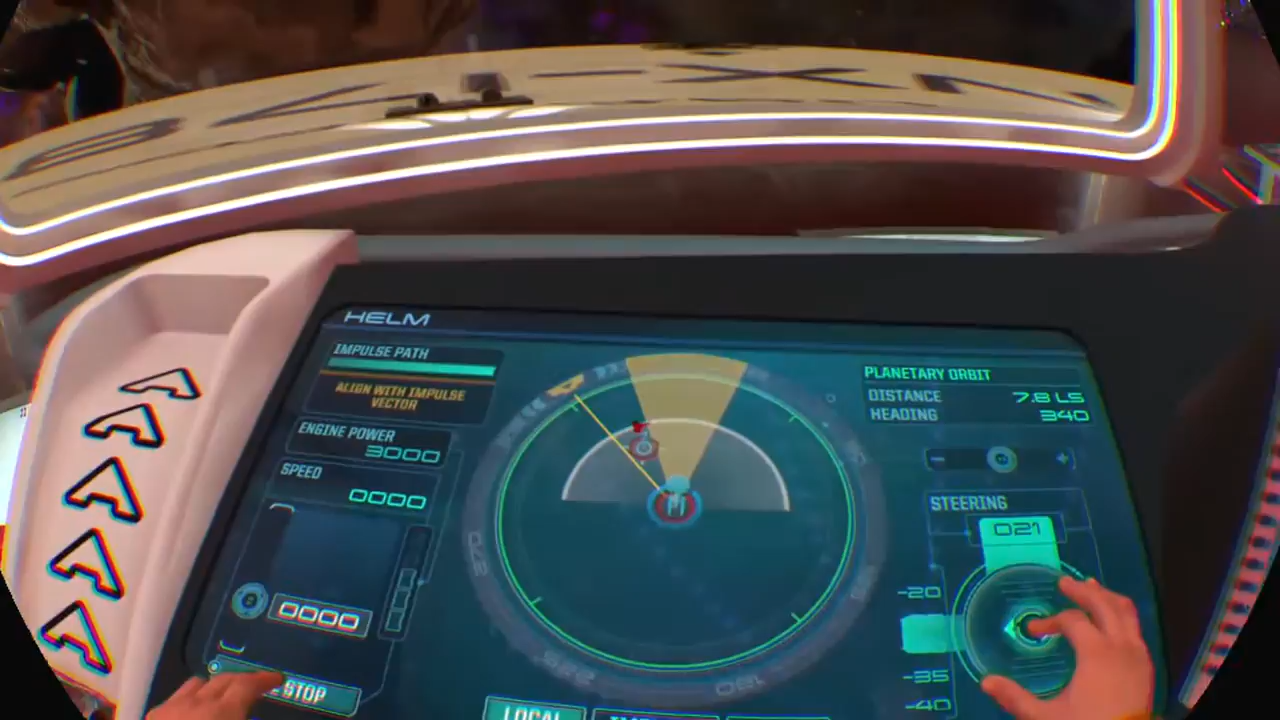 HELM
IMPULSE PATH
ALIGN WITH IMPULSE
VECTOR
ENGINE POWER
3000
SPEED
0000
0000
STOP
PLANETARY ORBIT
DISTANCE 7.8 LS
HEADING 340
- +
STEERING
021
-20
-35
-40
LOCAL